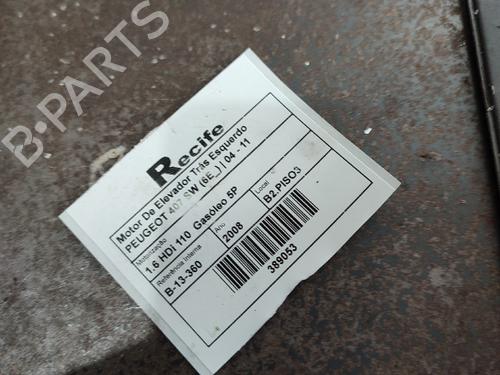 Recife
Motor De Elevador Trás Esquerdo
PEUGEOT 407 SW (6E_) | 04 - 11
Motorização
1.6 HDi 110 Gasóleo 5P
Referência Interna
B-13-360
Ano
2008
Local
B2.PISO3
389053
B-PARTS